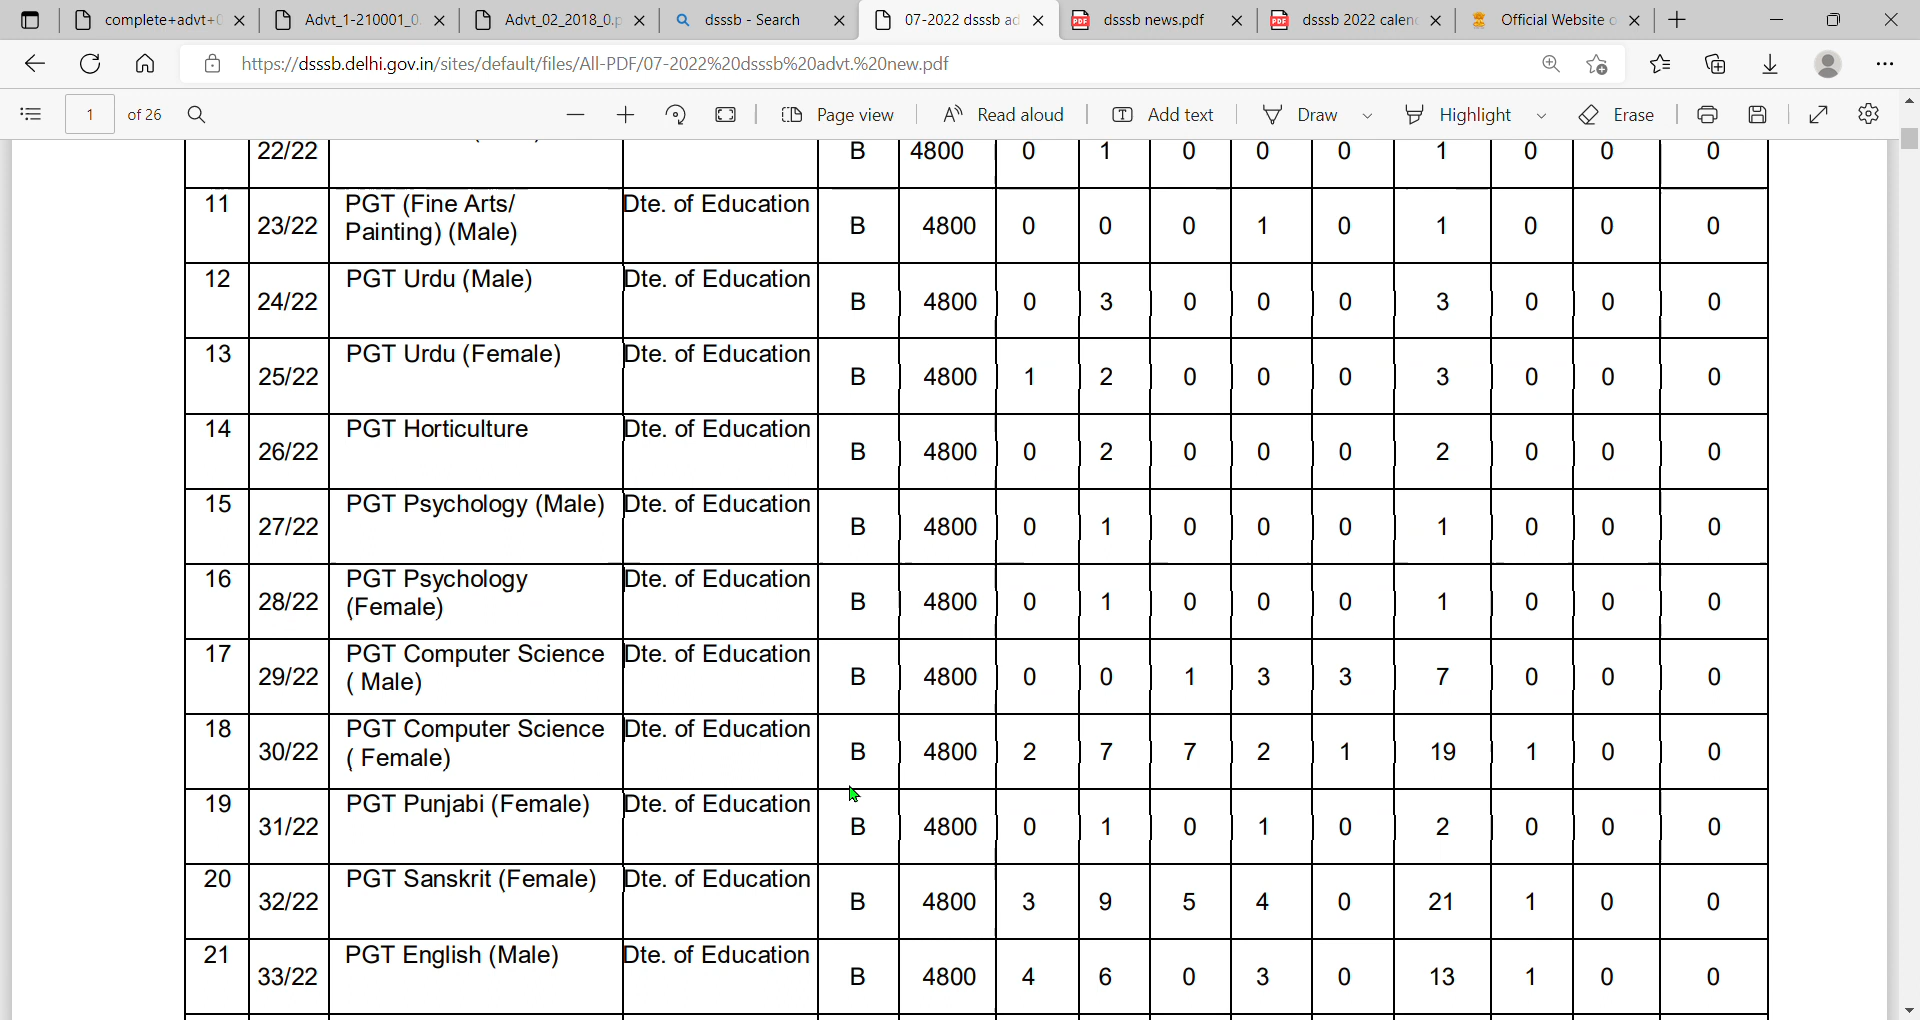 complete+advt+
Advt_1-210001_0.
Advt_02_2018_0.p
dsssb - Search
07-2022 dsssb ad
dsssb news.pdf
dsssb 2022 calen
Official Website o
https://dsssb.delhi.gov.in/sites/default/files/All-PDF/07-2022%20dsssb%20advt.%20new.pdf
1 of 26 Page view Read aloud Add text Draw Highlight Erase
22/22 B 4800 0 1 0 0 0 1 0 0 0
11 PGT (Fine Arts/ Dte. of Education
23/22 Painting) (Male) B 4800 0 0 0 1 0 1 0 0 0
12 PGT Urdu (Male) Dte. of Education
24/22 B 4800 0 3 0 0 0 3 0 0 0
13 PGT Urdu (Female) Dte. of Education
25/22 B 4800 1 2 0 0 0 3 0 0 0
14 PGT Horticulture Dte. of Education
26/22 B 4800 0 2 0 0 0 2 0 0 0
15 PGT Psychology (Male) Dte. of Education
27/22 B 4800 0 1 0 0 0 1 0 0 0
16 PGT Psychology Dte. of Education
28/22 (Female) B 4800 0 1 0 0 0 1 0 0 0
17 PGT Computer Science Dte. of Education
29/22 ( Male) B 4800 0 0 1 3 3 7 0 0 0
18 PGT Computer Science Dte. of Education
30/22 ( Female) B 4800 2 7 7 2 1 19 1 0 0
19 PGT Punjabi (Female) Dte. of Education
31/22 B 4800 0 1 0 1 0 2 0 0 0
20 PGT Sanskrit (Female) Dte. of Education
32/22 B 4800 3 9 5 4 0 21 1 0 0
21 PGT English (Male) Dte. of Education
33/22 B 4800 4 6 0 3 0 13 1 0 0